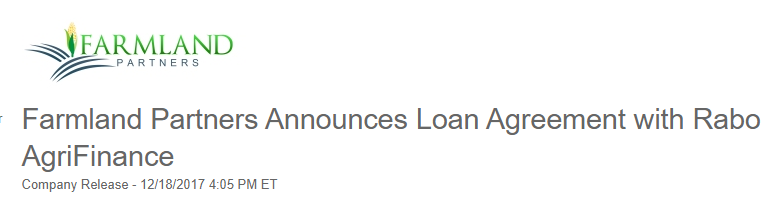 FARMLAND
PARTNERS
Farmland Partners Announces Loan Agreement with Rabo
AgriFinance
Company Release - 12/18/2017 4:05 PM ET